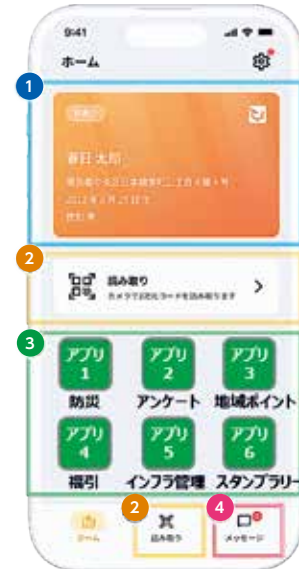 9:41
ホーム
1
春日 太郎
2
読み取り
カメラで2次元コードを読み取ります
3
アプリ
1
アプリ
2
アプリ
3
防災
アンケート
地域ポイント
アプリ
4
アプリ
5
アプリ
6
福引
インフラ管理
スタンプラリー
2
4
ホーム
読み取り
メッセージ